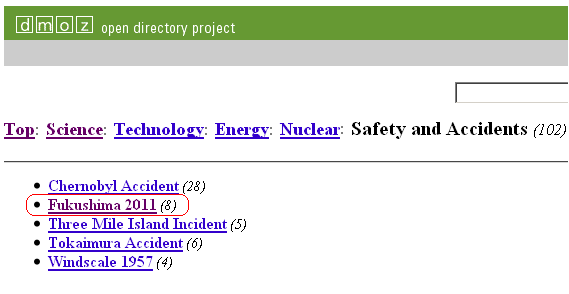 dmoz open directory project
Top: Science: Technology: Energy: Nuclear: Safety and Accidents (102)
Chernobyl Accident (28)
Fukushima 2011 (8)
Three Mile Island Incident (5)
Tokaimura Accident (6)
Windscale 1957 (4)